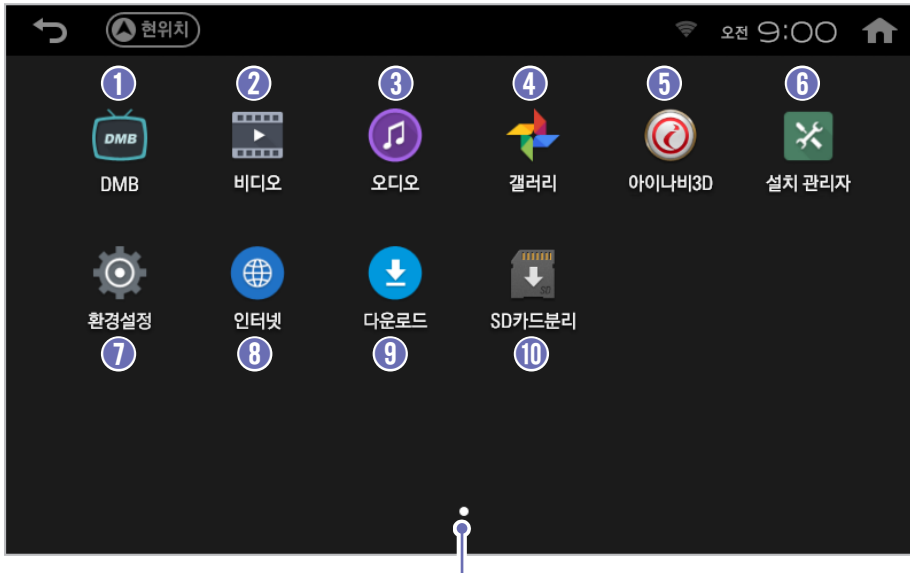 현위치 오전 9:00
1 2 3 4 5 6
DMB
DMB 비디오 오디오 갤러리 아이나비3D 설치 관리자
SD
환경설정 인터넷 다운로드 SD카드분리
7 8 9 10